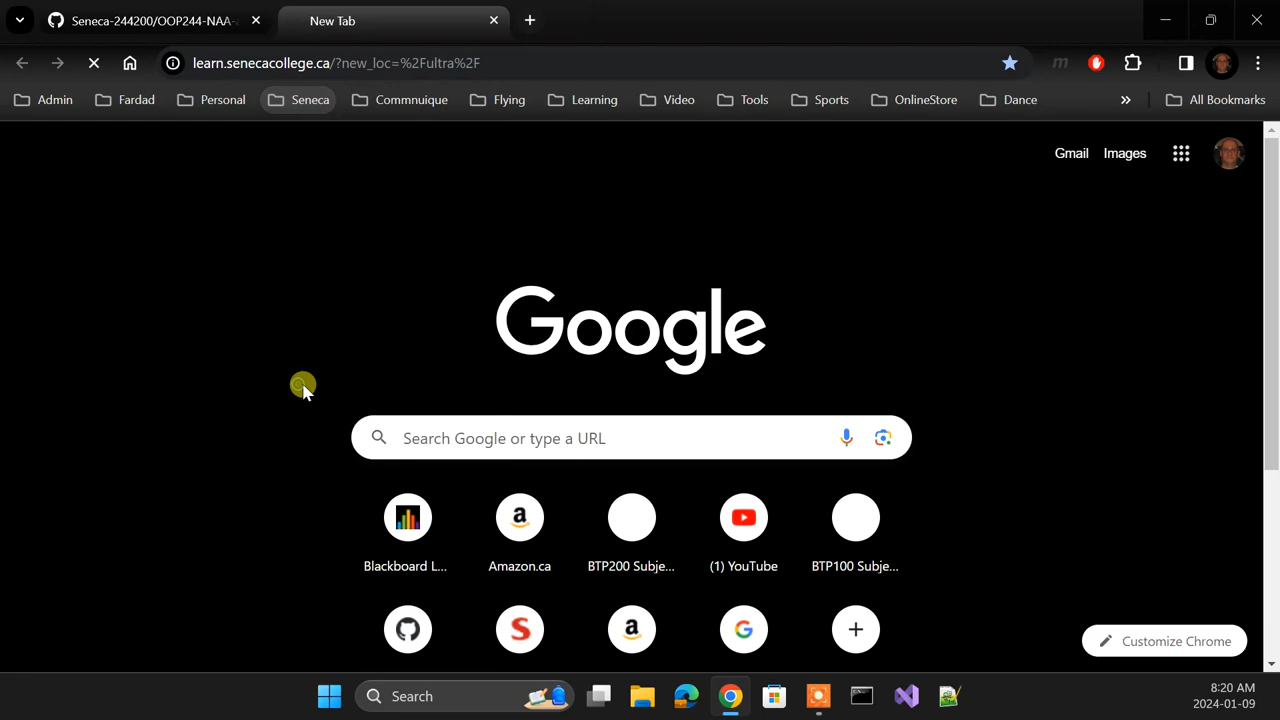 Seneca-244200/OOP244-NAA-
New Tab
learn.senecacollege.ca/?new_loc=%2Fultra%2F
Admin Fardad Personal Seneca Commnuique Flying Learning Video Tools Sports OnlineStore Dance » All Bookmarks
Gmail Images
Google
Search Google or type a URL
Blackboard L... Amazon.ca BTP200 Subje... (1) YouTube BTP100 Subje...
Customize Chrome
Search
8:20 AM
2024-01-09